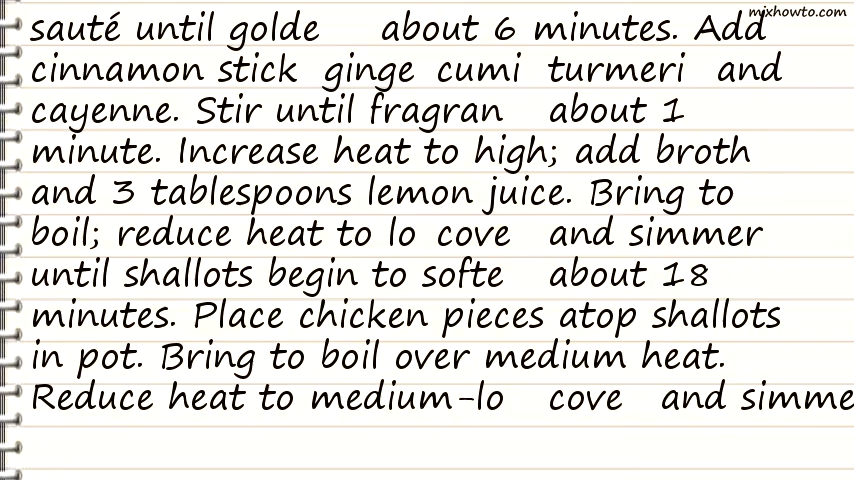 mixhowto.com
sauté until golde about 6 minutes. Add
cinnamon stick ginge cumi turmeri and
cayenne. Stir until fragran about 1
minute. Increase heat to high; add broth
and 3 tablespoons lemon juice. Bring to
boil; reduce heat to lo cove and simmer
until shallots begin to softe about 18
minutes. Place chicken pieces atop shallots
in pot. Bring to boil over medium heat.
Reduce heat to medium-lo cove and simme